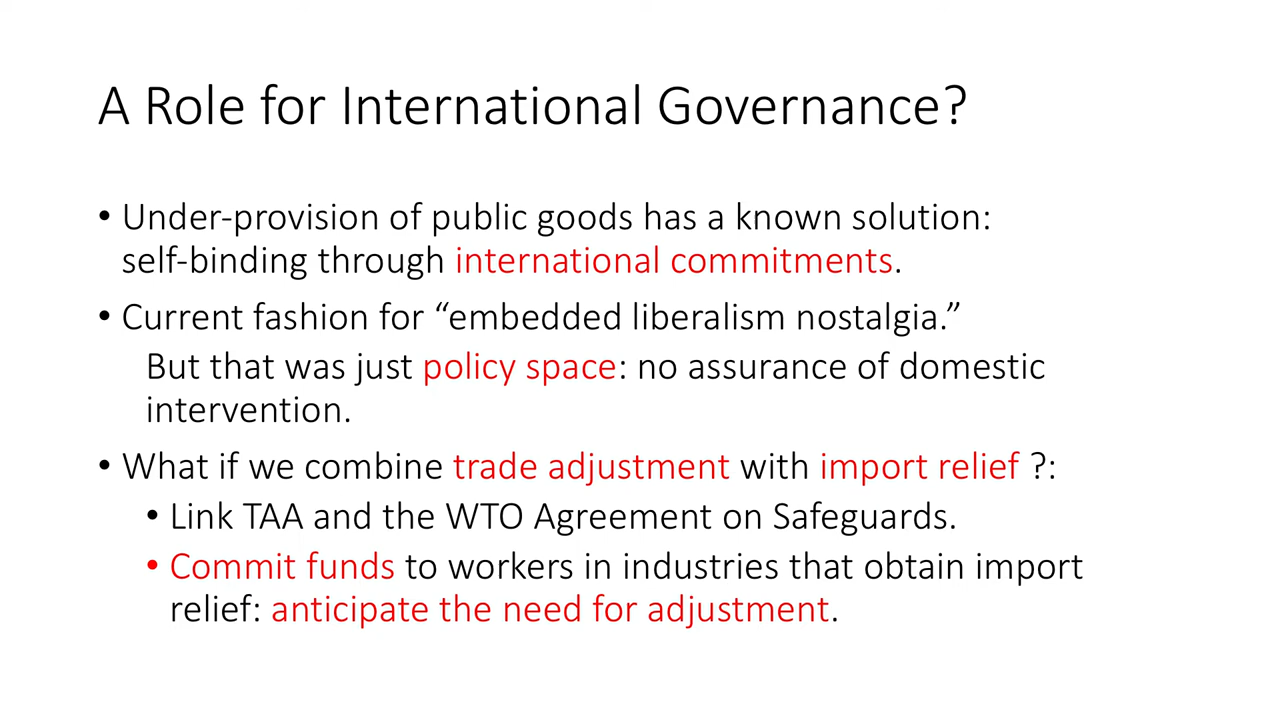 A Role for International Governance?
• Under-provision of public goods has a known solution:
self-binding through international commitments.
• Current fashion for “embedded liberalism nostalgia.”
But that was just policy space: no assurance of domestic
intervention.
• What if we combine trade adjustment with import relief ?:
• Link TAA and the WTO Agreement on Safeguards.
• Commit funds to workers in industries that obtain import
relief: anticipate the need for adjustment.